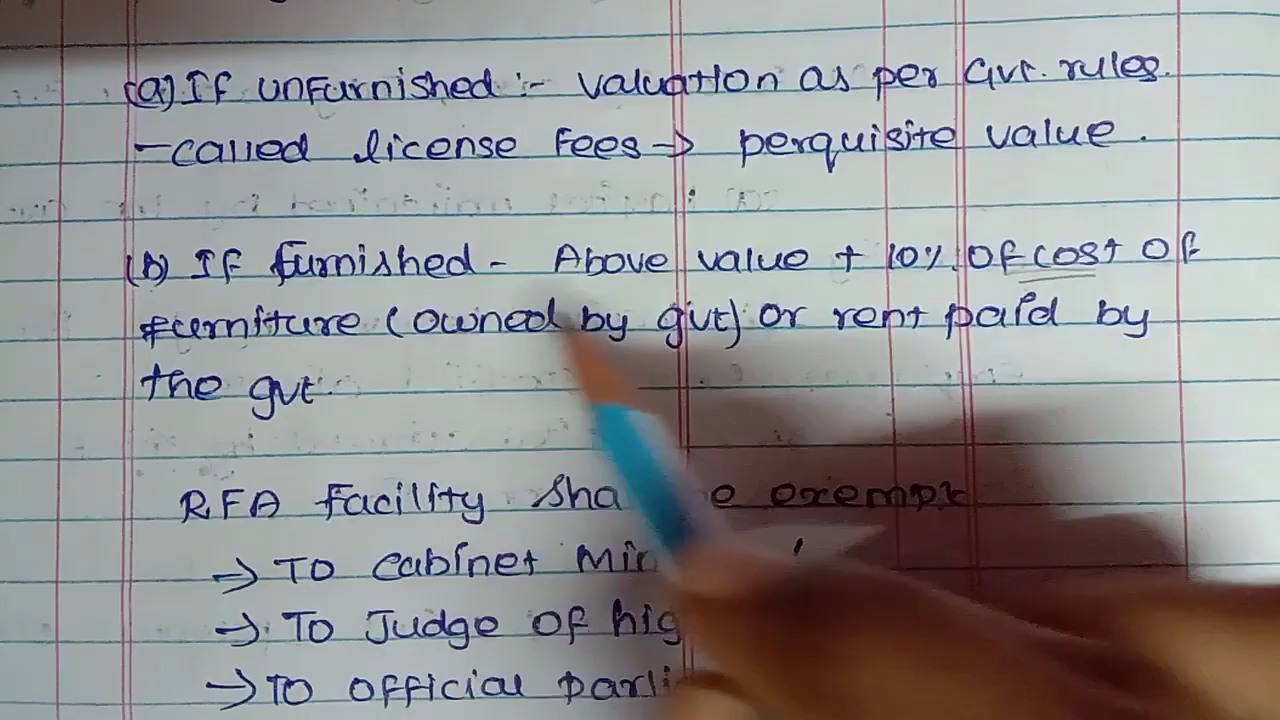 (a) IF unFurnished :- valuation as per Gvt. rules.
- called license Fees → perquisite value.
(b) IF furnished - Above value + 10% OF cost OF
Furniture (owned by gvt) or rent paid by
the gvt.
RFA Facility exempt
→ TO cabinet
→ TO Judge OF
→ TO OFFicial